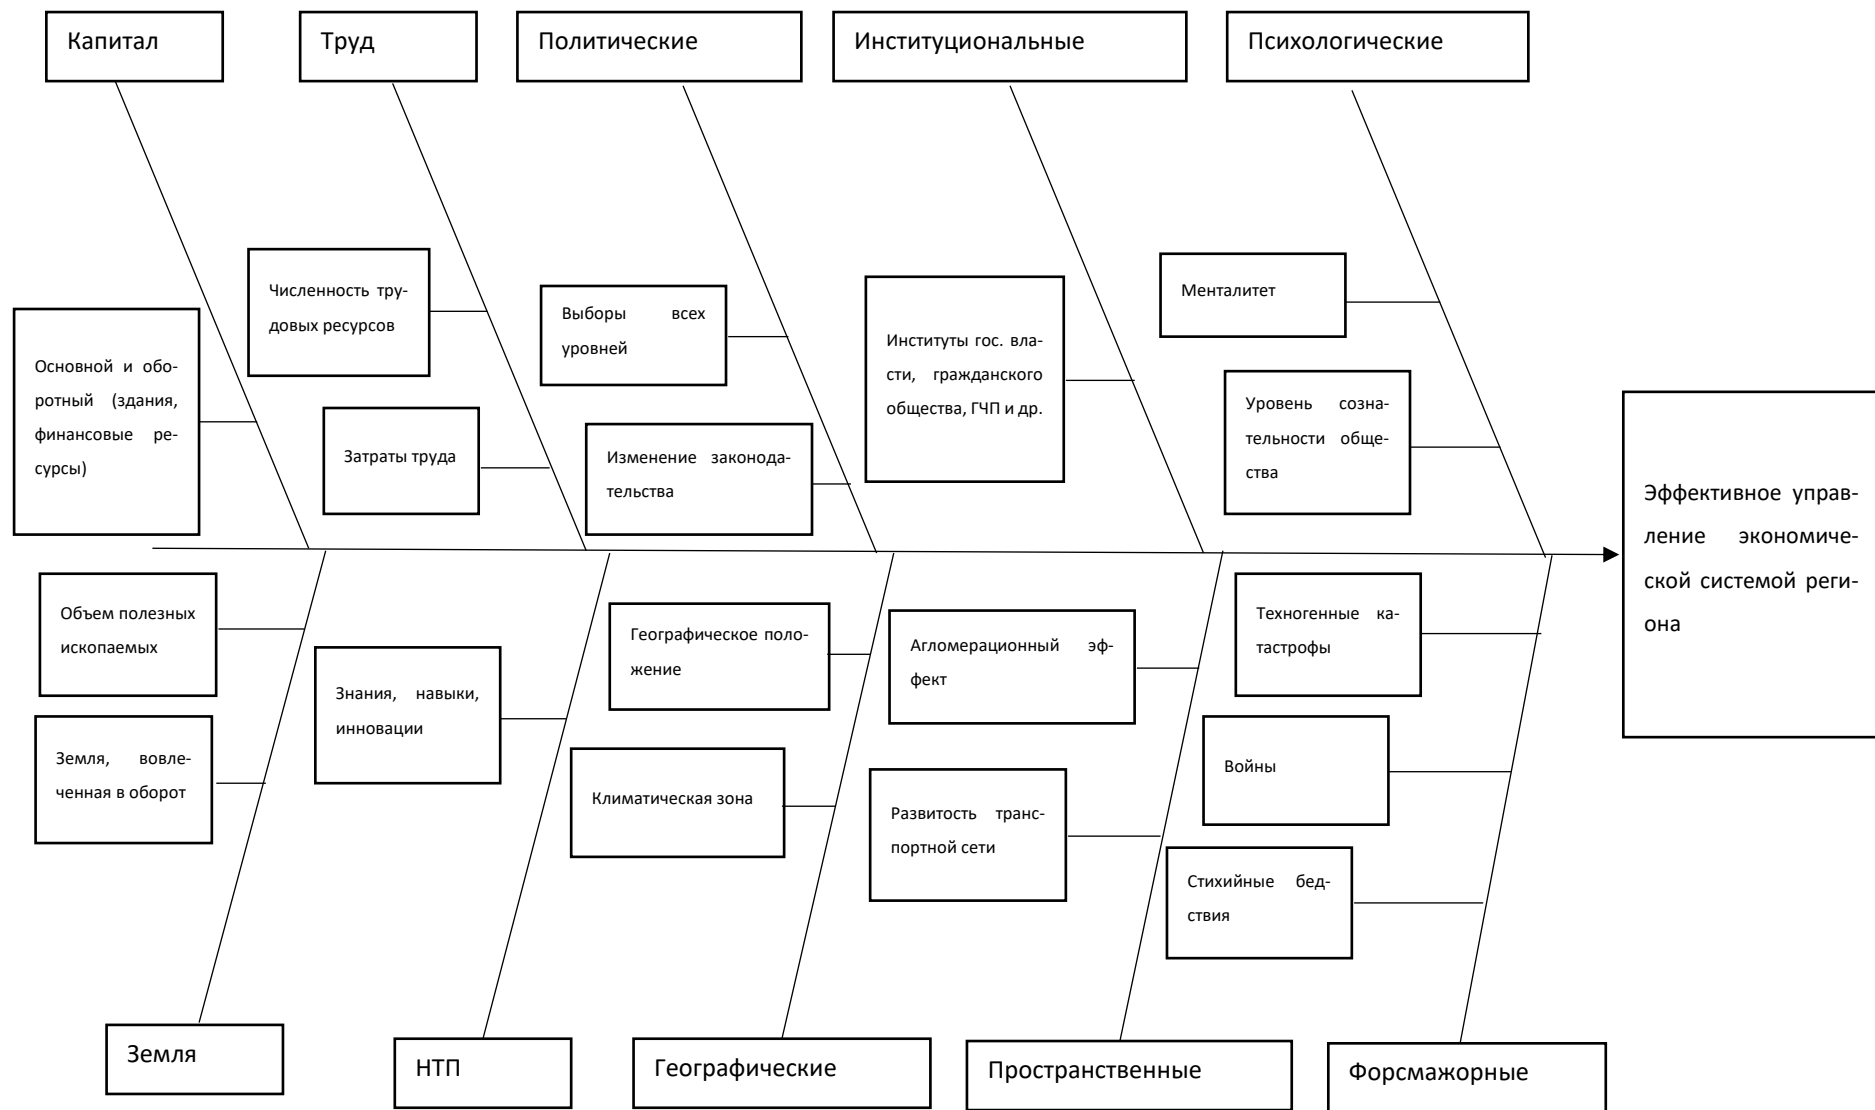 Капитал
Труд
Политические
Институциональные
Психологические
Основной и обо-
ротный (здания,
финансовые ре-
сурсы)
Численность тру-
довых ресурсов
Затраты труда
Выборы всех
уровней
Изменение законода-
тельства
Институты гос. вла-
сти, гражданского
общества, ГЧП и др.
Менталитет
Уровень созна-
тельности обще-
ства
Эффективное управ-
ление экономиче-
ской системой реги-
она
Объем полезных
ископаемых
Земля, вовле-
ченная в оборот
Знания, навыки,
инновации
Географическое поло-
жение
Климатическая зона
Агломерационный эф-
фект
Развитость транс-
портной сети
Техногенные ка-
тастрофы
Войны
Стихийные бед-
ствия
Земля
НТП
Географические
Пространственные
Форсмажорные